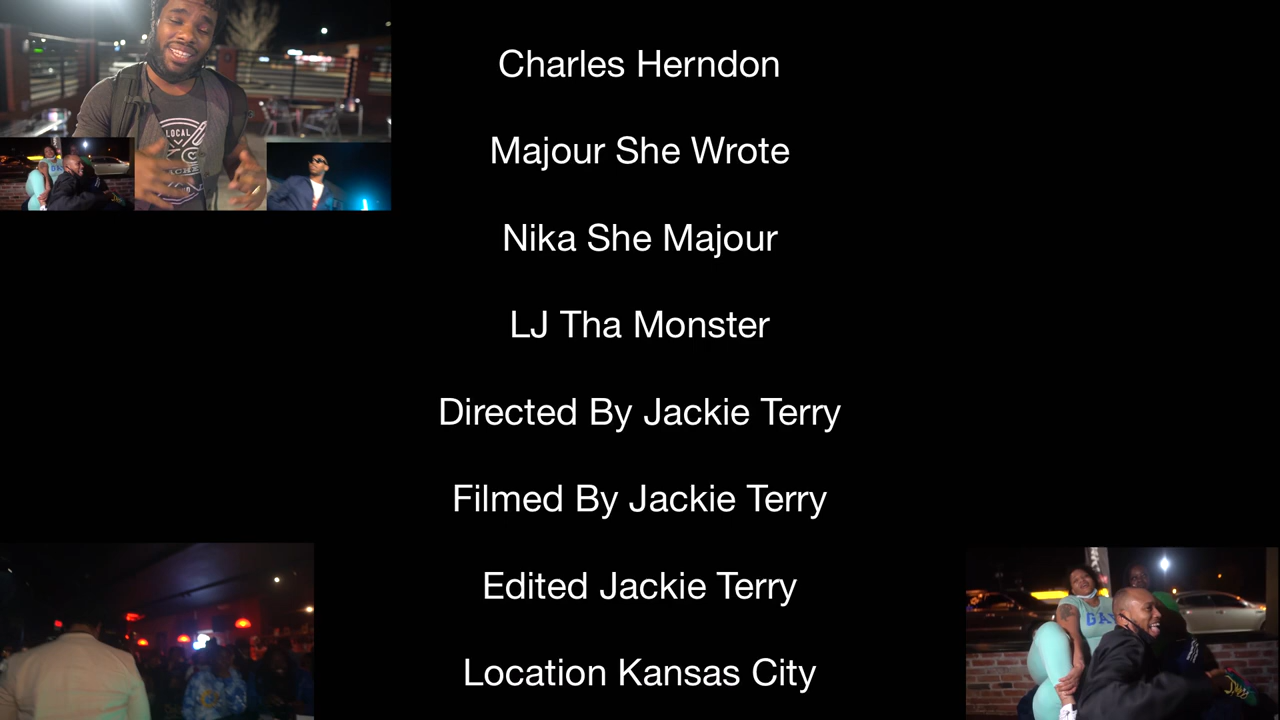 Charles Herndon
Majour She Wrote
Nika She Majour
LJ Tha Monster
Directed By Jackie Terry
Filmed By Jackie Terry
Edited Jackie Terry
Location Kansas City
LOCAL